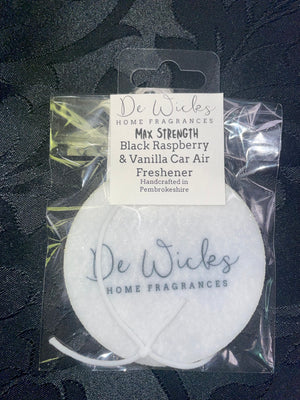 De Wicks
HOME FRAGRANCES
MAX STRENGTH
Black Raspberry
& Vanilla Car Air
Freshener
Handcrafted in
Pembrokeshire
De Wicks
HOME FRAGRANCES